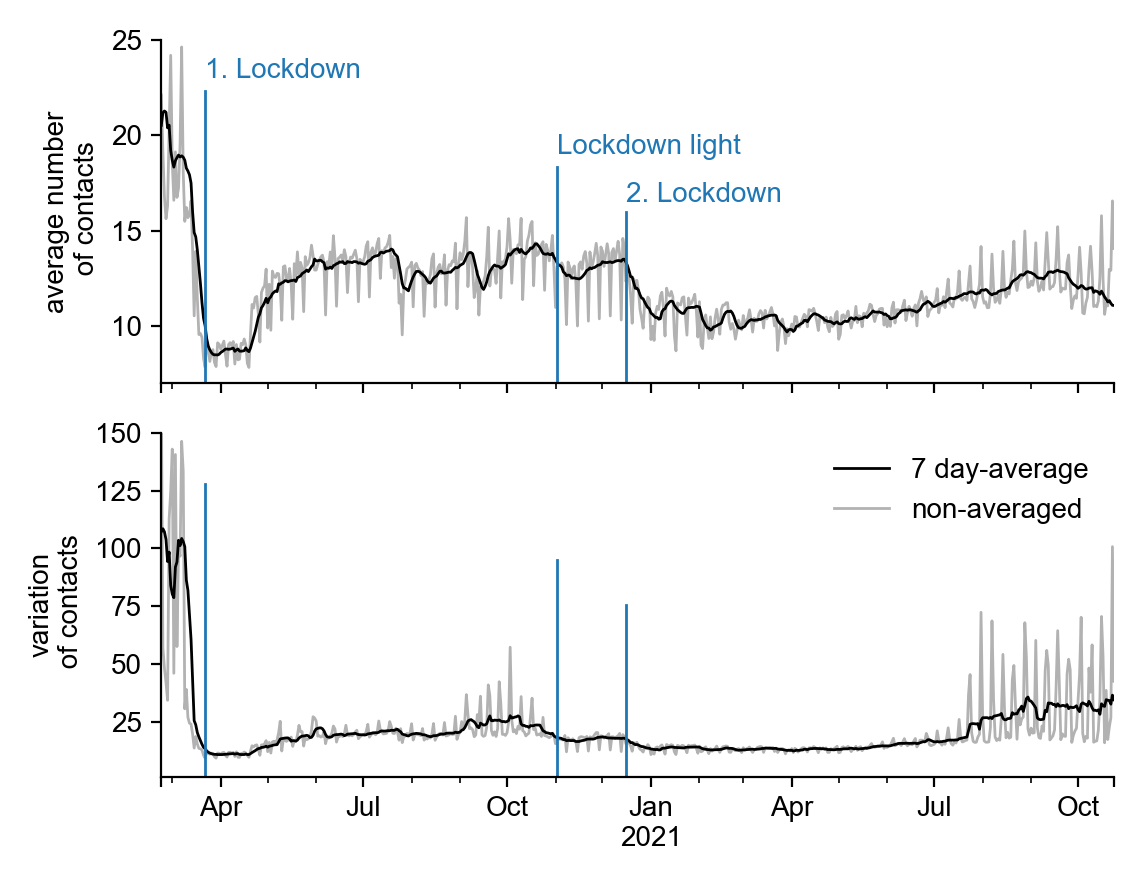 25
20
15
10
average number
of contacts
1. Lockdown
Lockdown light
2. Lockdown
150
125
100
75
50
25
variation
of contacts
7 day-average
non-averaged
Apr
Jul
Oct
Jan
2021
Apr
Jul
Oct